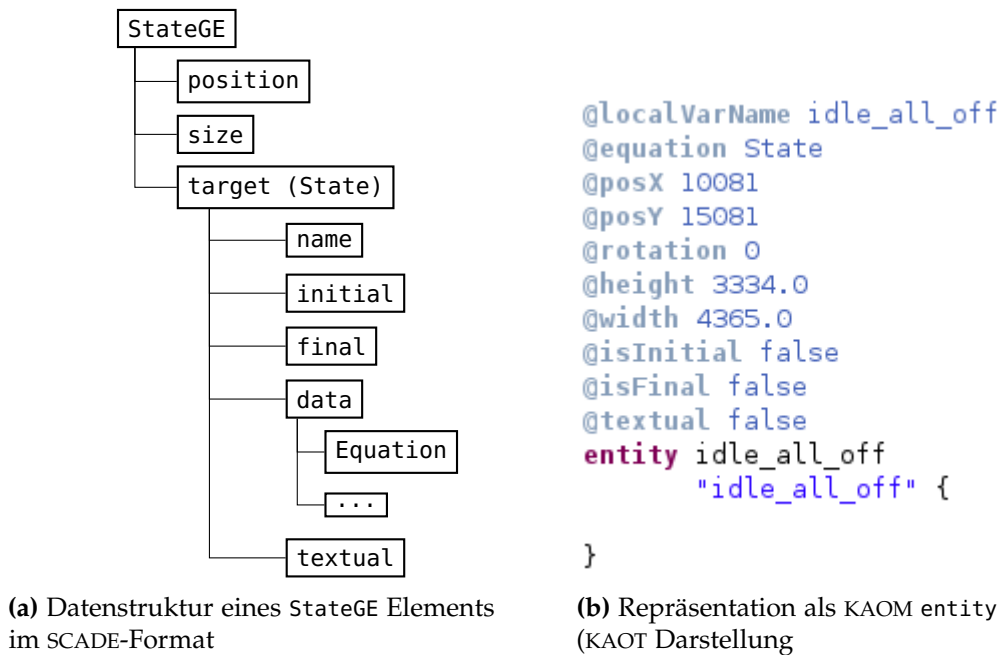 StateGE
position
size
target (State)
name
initial
final
data
Equation
...
textual
(a) Datenstruktur eines StateGE Elements
im SCADE-Format
@localVarName idle_all_off
@equation State
@posX 10081
@posY 15081
@rotation 0
@height 3334.0
@width 4365.0
@isInitial false
@isFinal false
@textual false
entity idle_all_off
"idle_all_off" {
}
(b) Repräsentation als KAOM entity
(KAOT Darstellung